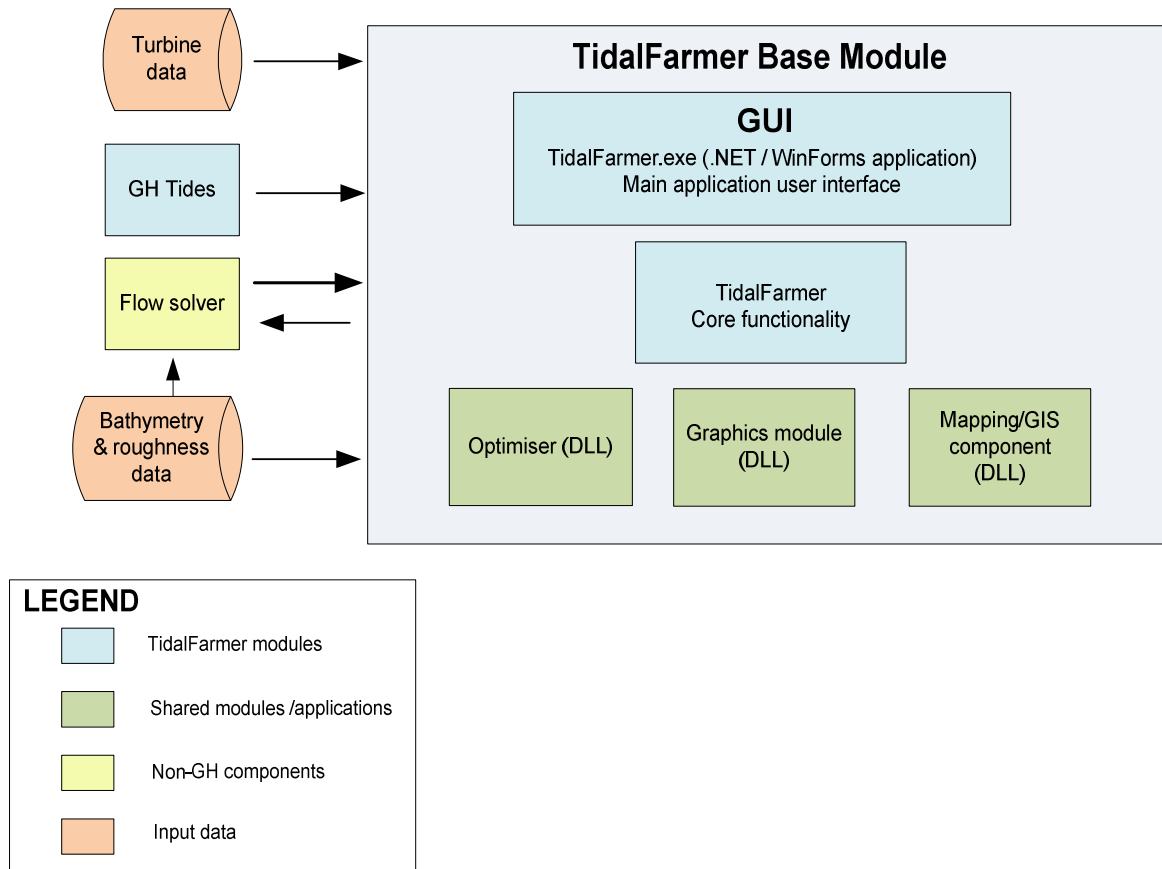 Turbine
data
GH Tides
Flow solver
Bathymetry
& roughness
data
TidalFarmer Base Module
GUI
TidalFarmer.exe (.NET / WinForms application)
Main application user interface
TidalFarmer
Core functionality
Optimiser (DLL)
Graphics module
(DLL)
Mapping/GIS
component
(DLL)
LEGEND
TidalFarmer modules
Shared modules /applications
Non-GH components
Input data